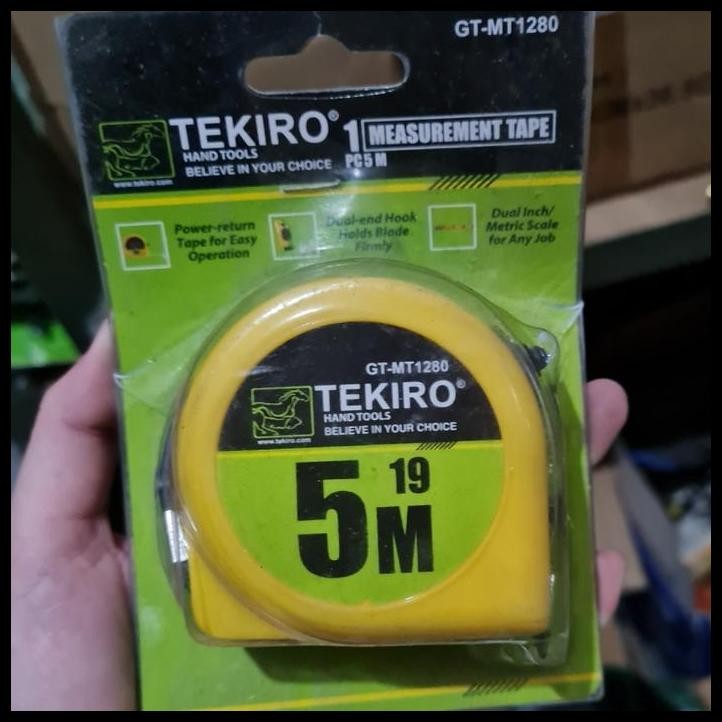 GT-MT1280
TEKIRO®
HAND TOOLS
BELIEVE IN YOUR CHOICE
www.tekiro.com
1
PC 5 M
MEASUREMENT TAPE
Power-return
Tape for Easy
Operation
Dual-end Hook
Holds Blade
Firmly
Dual Inch/
Metric Scale
for Any Job
GT-MT1280
TEKIRO®
HAND TOOLS
BELIEVE IN YOUR CHOICE
www.tekiro.com
5 19
M